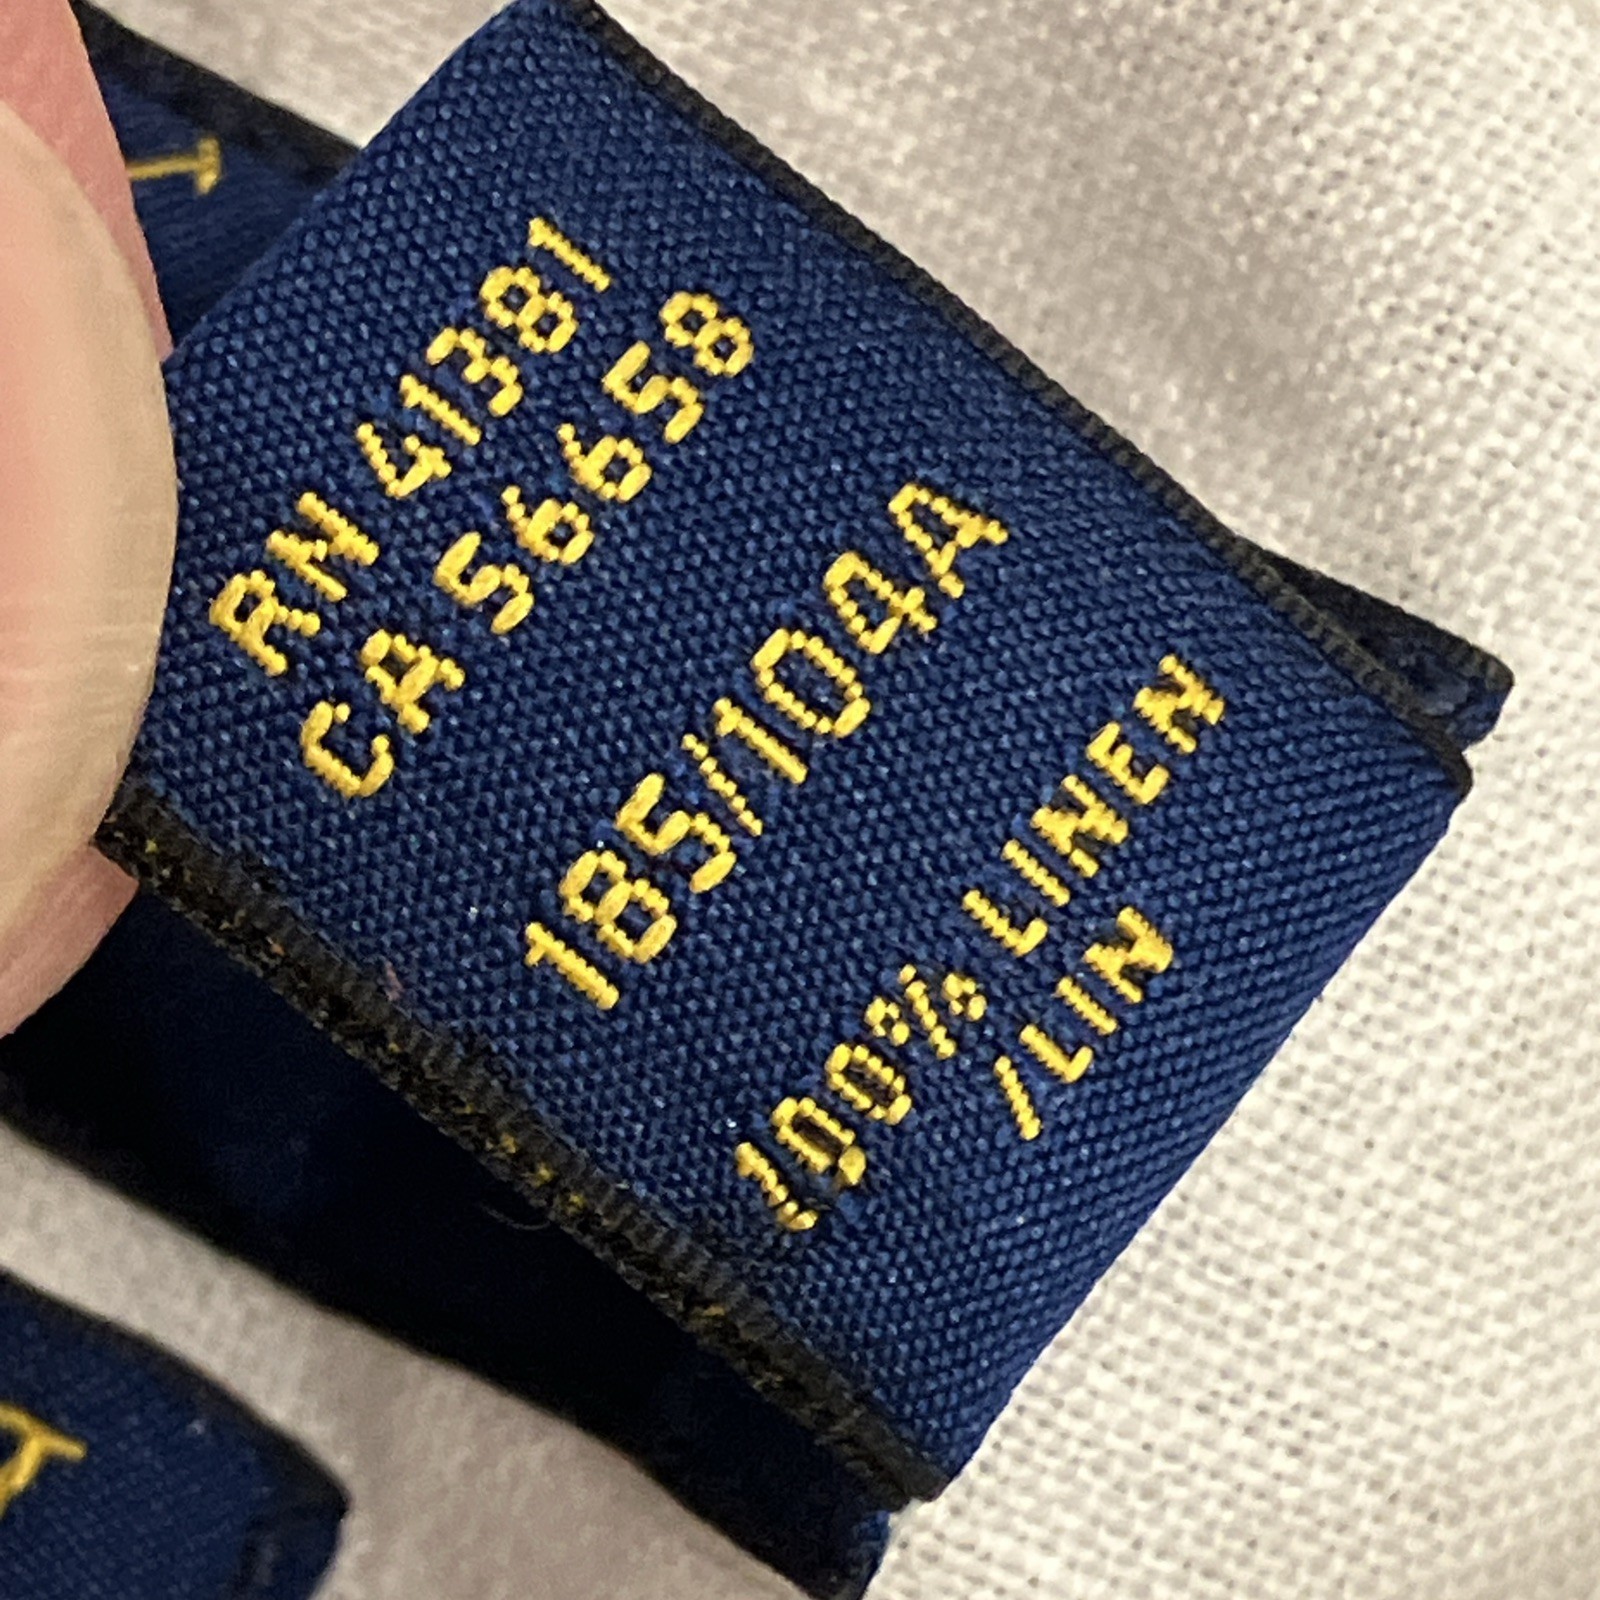 RN 41381
CA 56658
185/104A
100% LINEN
/LIN